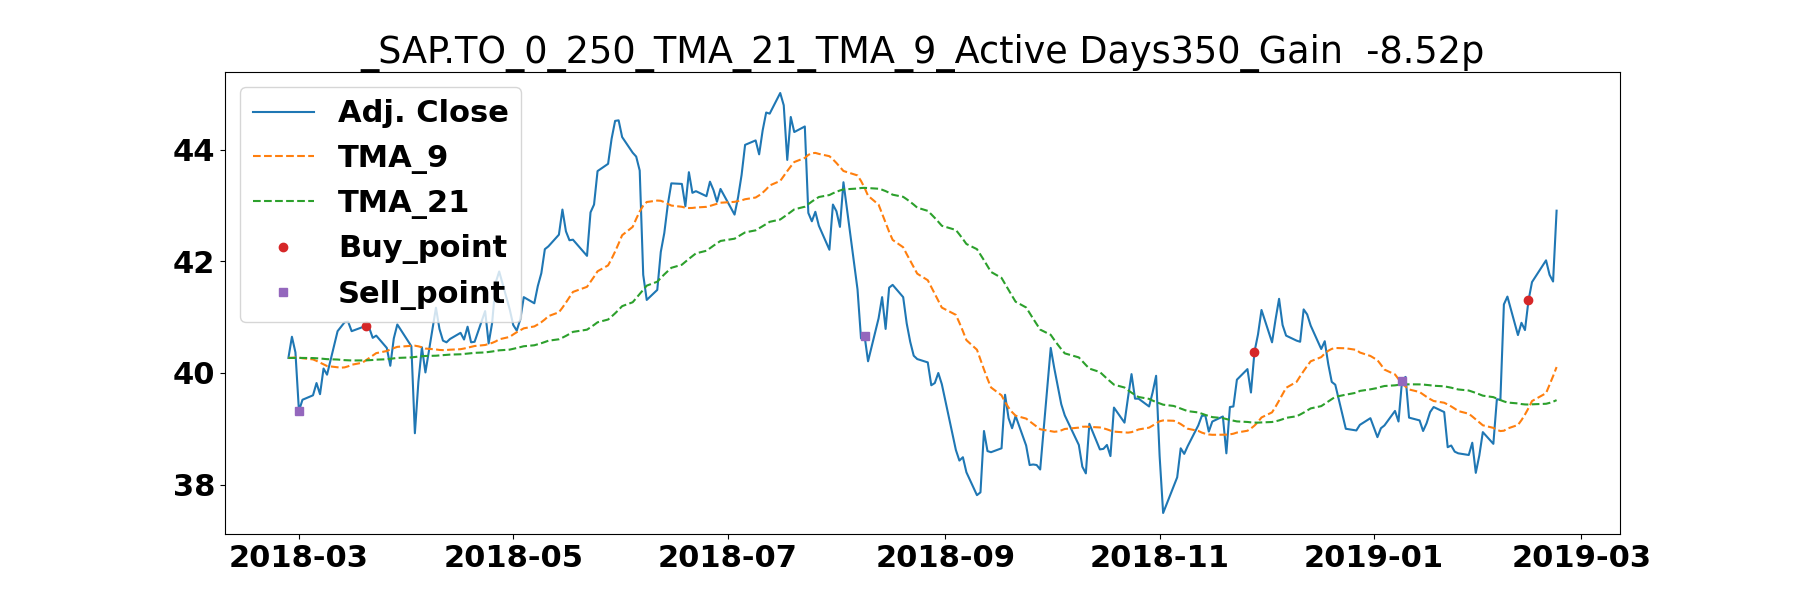 _SAP.TO_0_250_TMA_21_TMA_9_Active Days350_Gain  -8.52p
Adj. Close
TMA_9
TMA_21
Buy_point
Sell_point
44
42
40
38
2018-03 2018-05 2018-07 2018-09 2018-11 2019-01 2019-03